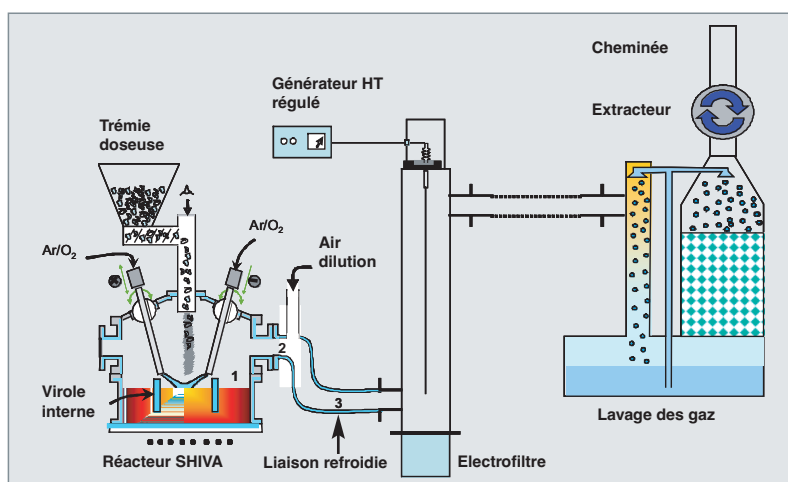 Cheminée
Générateur HT
régulé
Extracteur
Trémie
doseuse
Ar/O₂
Ar/O₂
Air
dilution
2
1
Virole
interne
3
Lavage des gaz
Réacteur SHIVA
Liaison refroidie
Electrofiltre